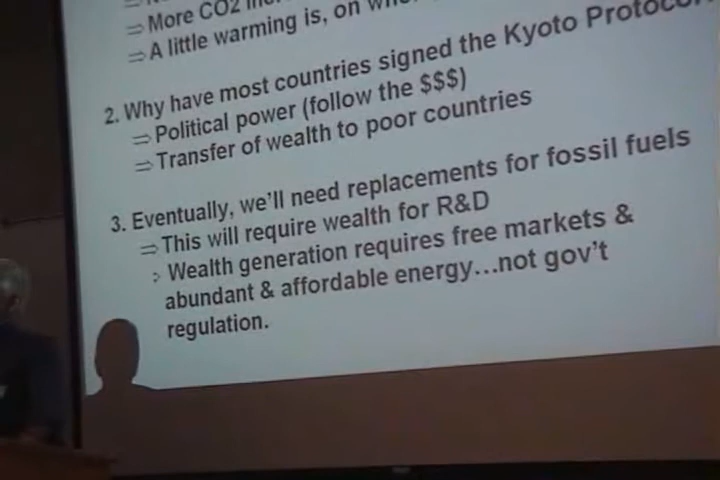 ⇒ More CO2
⇒ A little warming is, on
2. Why have most countries signed the Kyoto
⇒ Political power (follow the $$$)
⇒ Transfer of wealth to poor countries
3. Eventually, we'll need replacements for fossil fuels
⇒ This will require wealth for R&D
Wealth generation requires free markets &
abundant & affordable energy…not gov't
regulation.